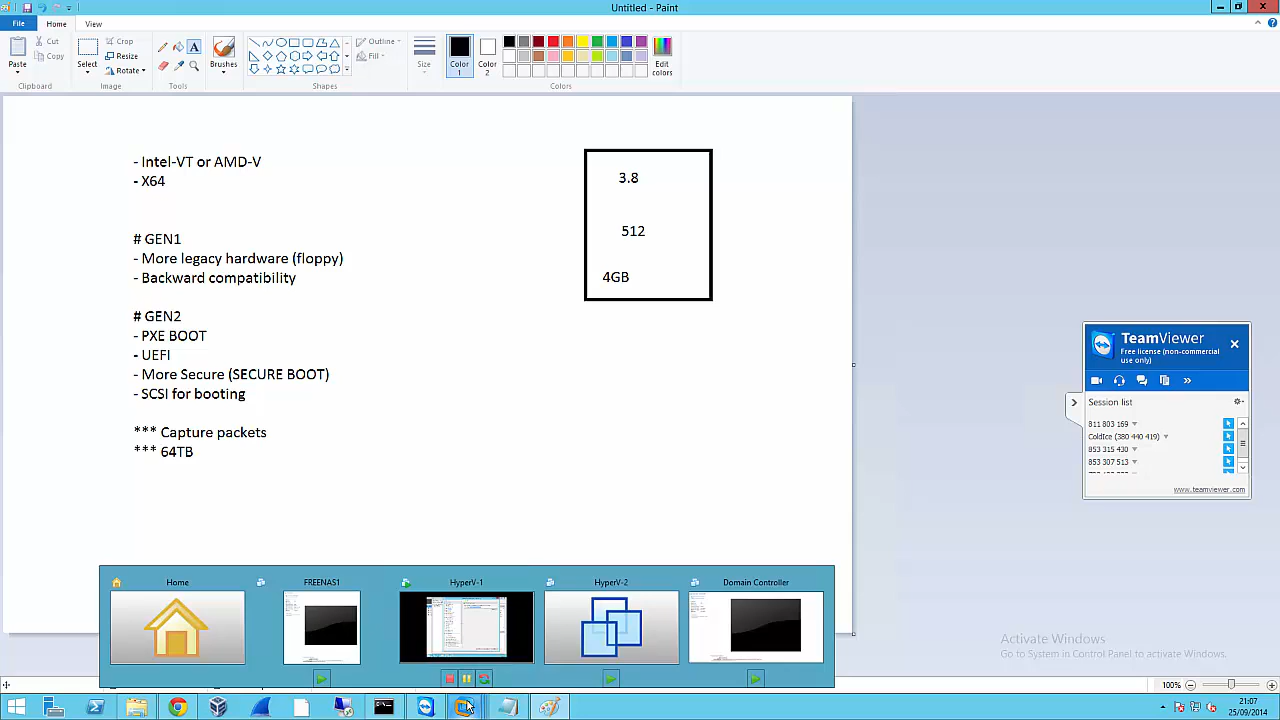 Untitled - Paint
File
Home
View
Paste
Cut
Copy
Clipboard
Select
Crop
Resize
Rotate
Image
A
Tools
Brushes
Shapes
Outline
Fill
Size
Color 1
Color 2
Edit colors
Colors
- Intel-VT or AMD-V
- X64
# GEN1
- More legacy hardware (floppy)
- Backward compatibility
# GEN2
- PXE BOOT
- UEFI
- More Secure (SECURE BOOT)
- SCSI for booting
*** Capture packets
*** 64TB
3.8
512
4GB
TeamViewer
Free license (non-commercial
use only)
Session list
811 803 169
ColdIce (380 440 419)
853 315 430
853 307 513
www.teamviewer.com
Home
FREENAS1
HyperV-1
HyperV-2
Domain Controller
Activate Windows
Go to System in Control Panel to activate Windows.
100%
21:07
25/09/2014